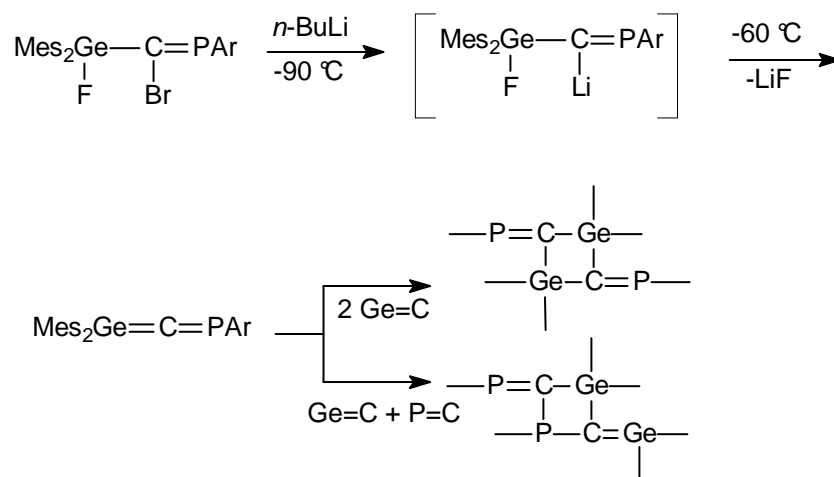 Mes2Ge C PAr
F
Br
n-BuLi
-90 °C
Mes2Ge C PAr
F
Li
-60 °C
-LiF
Mes2Ge C PAr
2 Ge=C
Ge=C + P=C
P C Ge
Ge C P
P C Ge
P C Ge